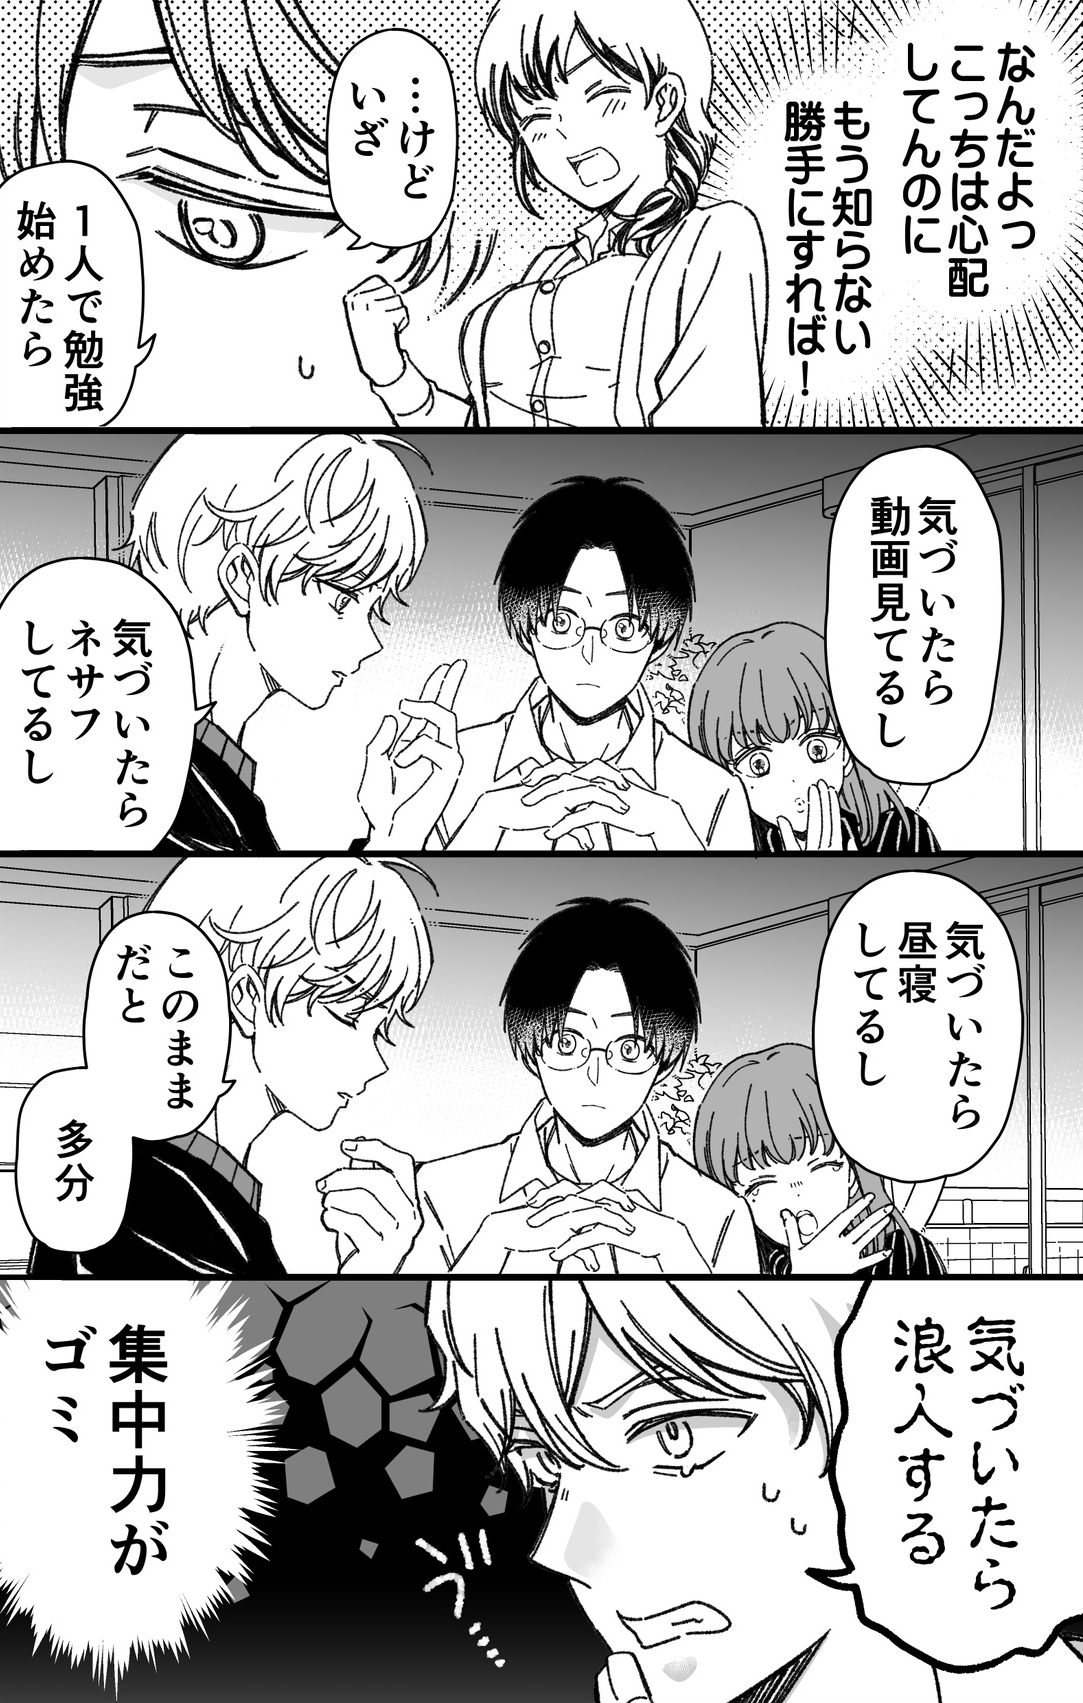 なんだよっ
こっちは心配
してんのに
もう知らない
勝手にすれば!
…けど
いざ
1人で勉強
始めたら
気づいたら
動画見てるし
気づいたら
ネサフ
してるし
気づいたら
昼寝
してるし
このまま
だと
多分
気づいたら
浪人する
集中力が
ゴミ
ズーン…